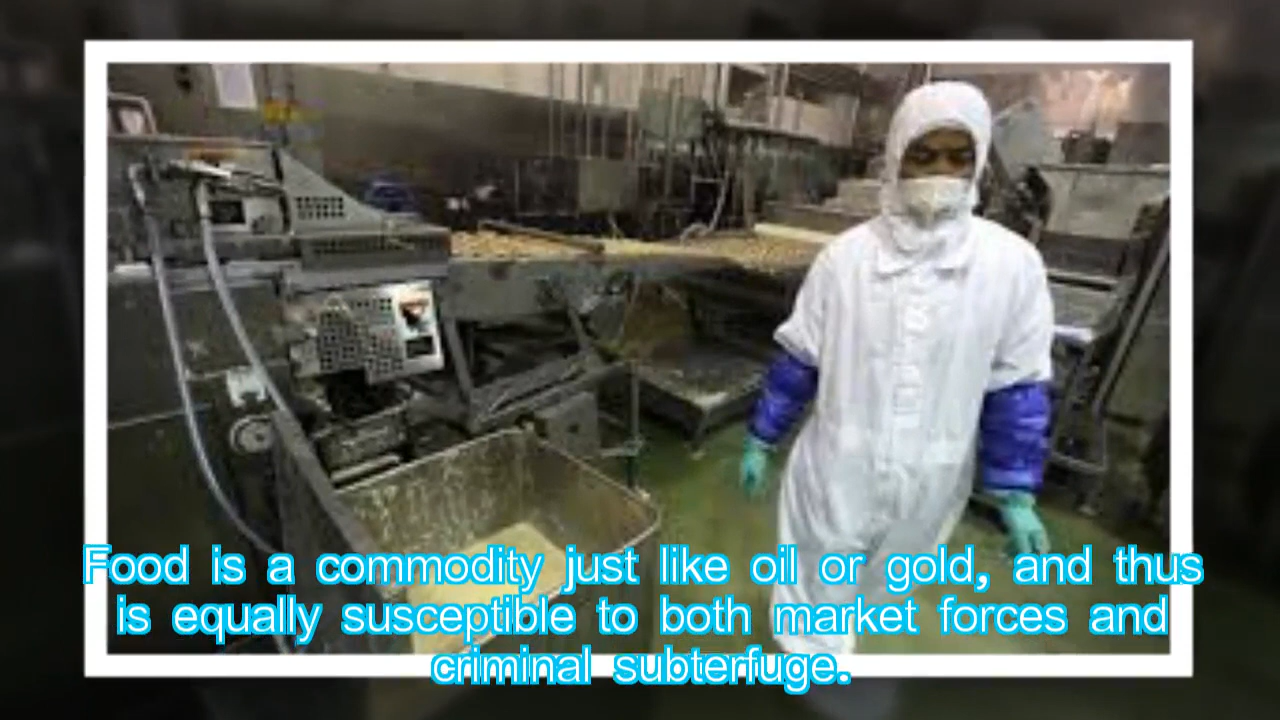 Food is a commodity just like oil or gold, and thus
is equally susceptible to both market forces and
criminal subterfuge.